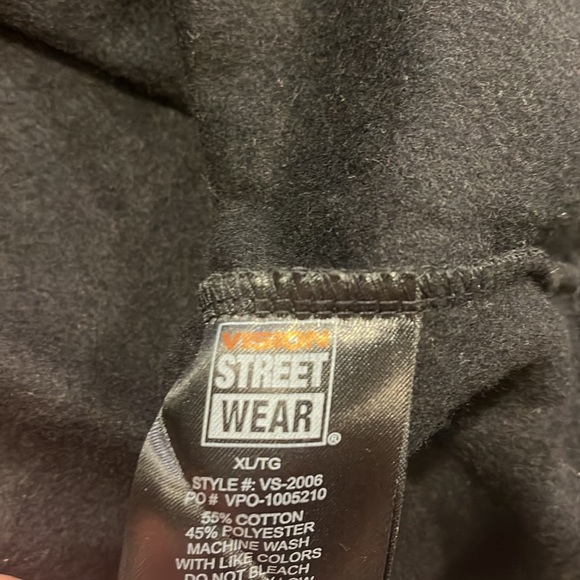 VISION
STREET
WEAR
®
XL/TG
STYLE #: VS-2006
PO # VPO-1005210
55% COTTON
45% POLYESTER
MACHINE WASH
WITH LIKE COLORS
DO NOT BLEACH